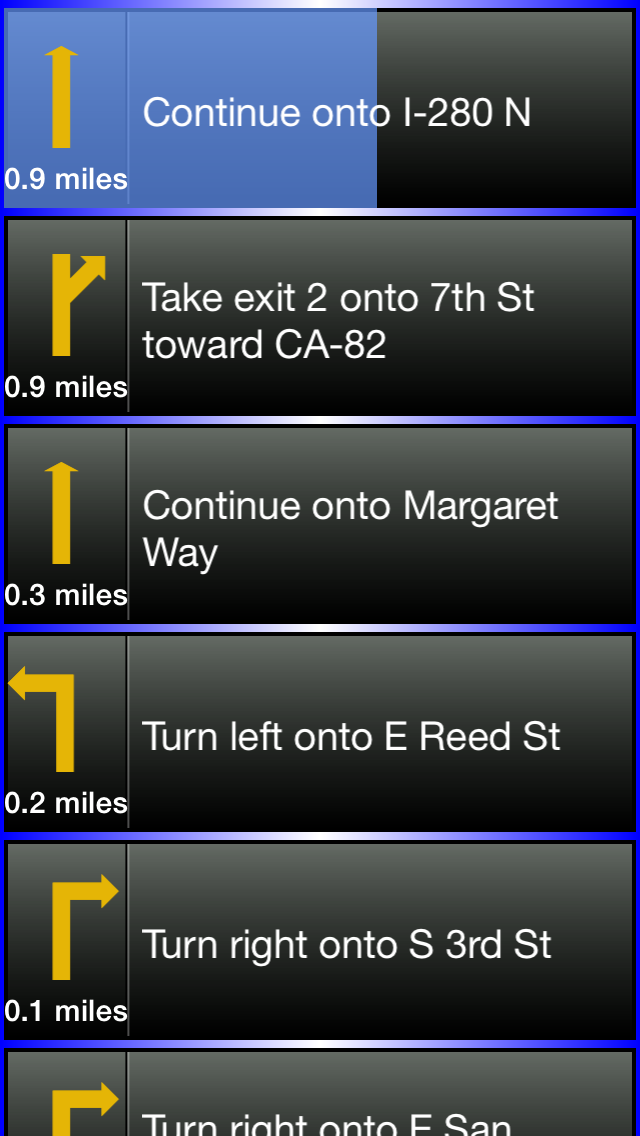 Continue onto I-280 N
0.9 miles
Take exit 2 onto 7th St
toward CA-82
0.9 miles
Continue onto Margaret
Way
0.3 miles
Turn left onto E Reed St
0.2 miles
Turn right onto S 3rd St
0.1 miles
Turn right onto E San